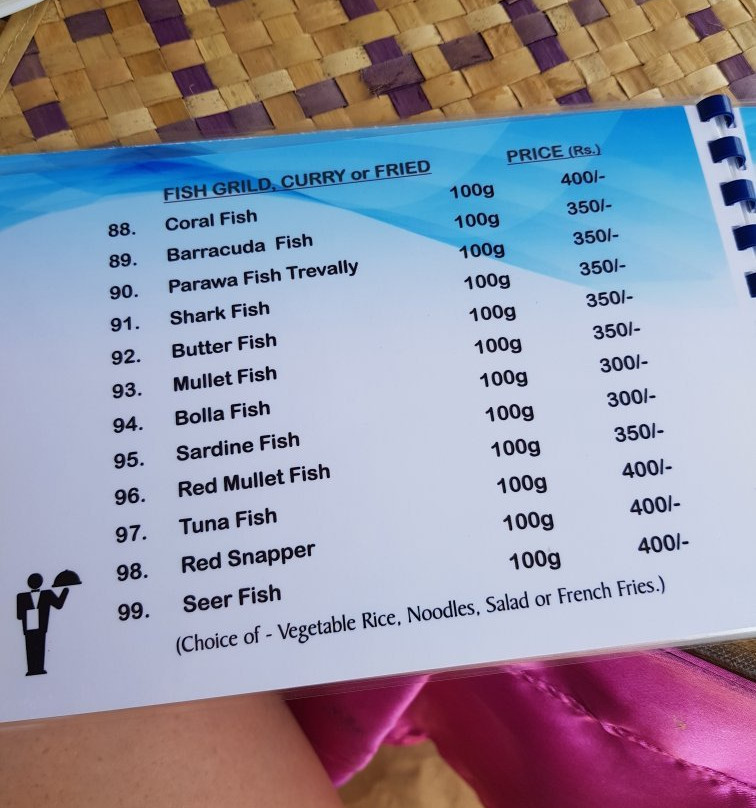 FISH GRILD, CURRY or FRIED PRICE (Rs.)
88. Coral Fish 100g 400/-
89. Barracuda Fish 100g 350/-
90. Parawa Fish Trevally 100g 350/-
91. Shark Fish 100g 350/-
92. Butter Fish 100g 350/-
93. Mullet Fish 100g 350/-
94. Bolla Fish 100g 300/-
95. Sardine Fish 100g 300/-
96. Red Mullet Fish 100g 350/-
97. Tuna Fish 100g 400/-
98. Red Snapper 100g 400/-
99. Seer Fish 100g 400/-
(Choice of - Vegetable Rice, Noodles, Salad or French Fries.)